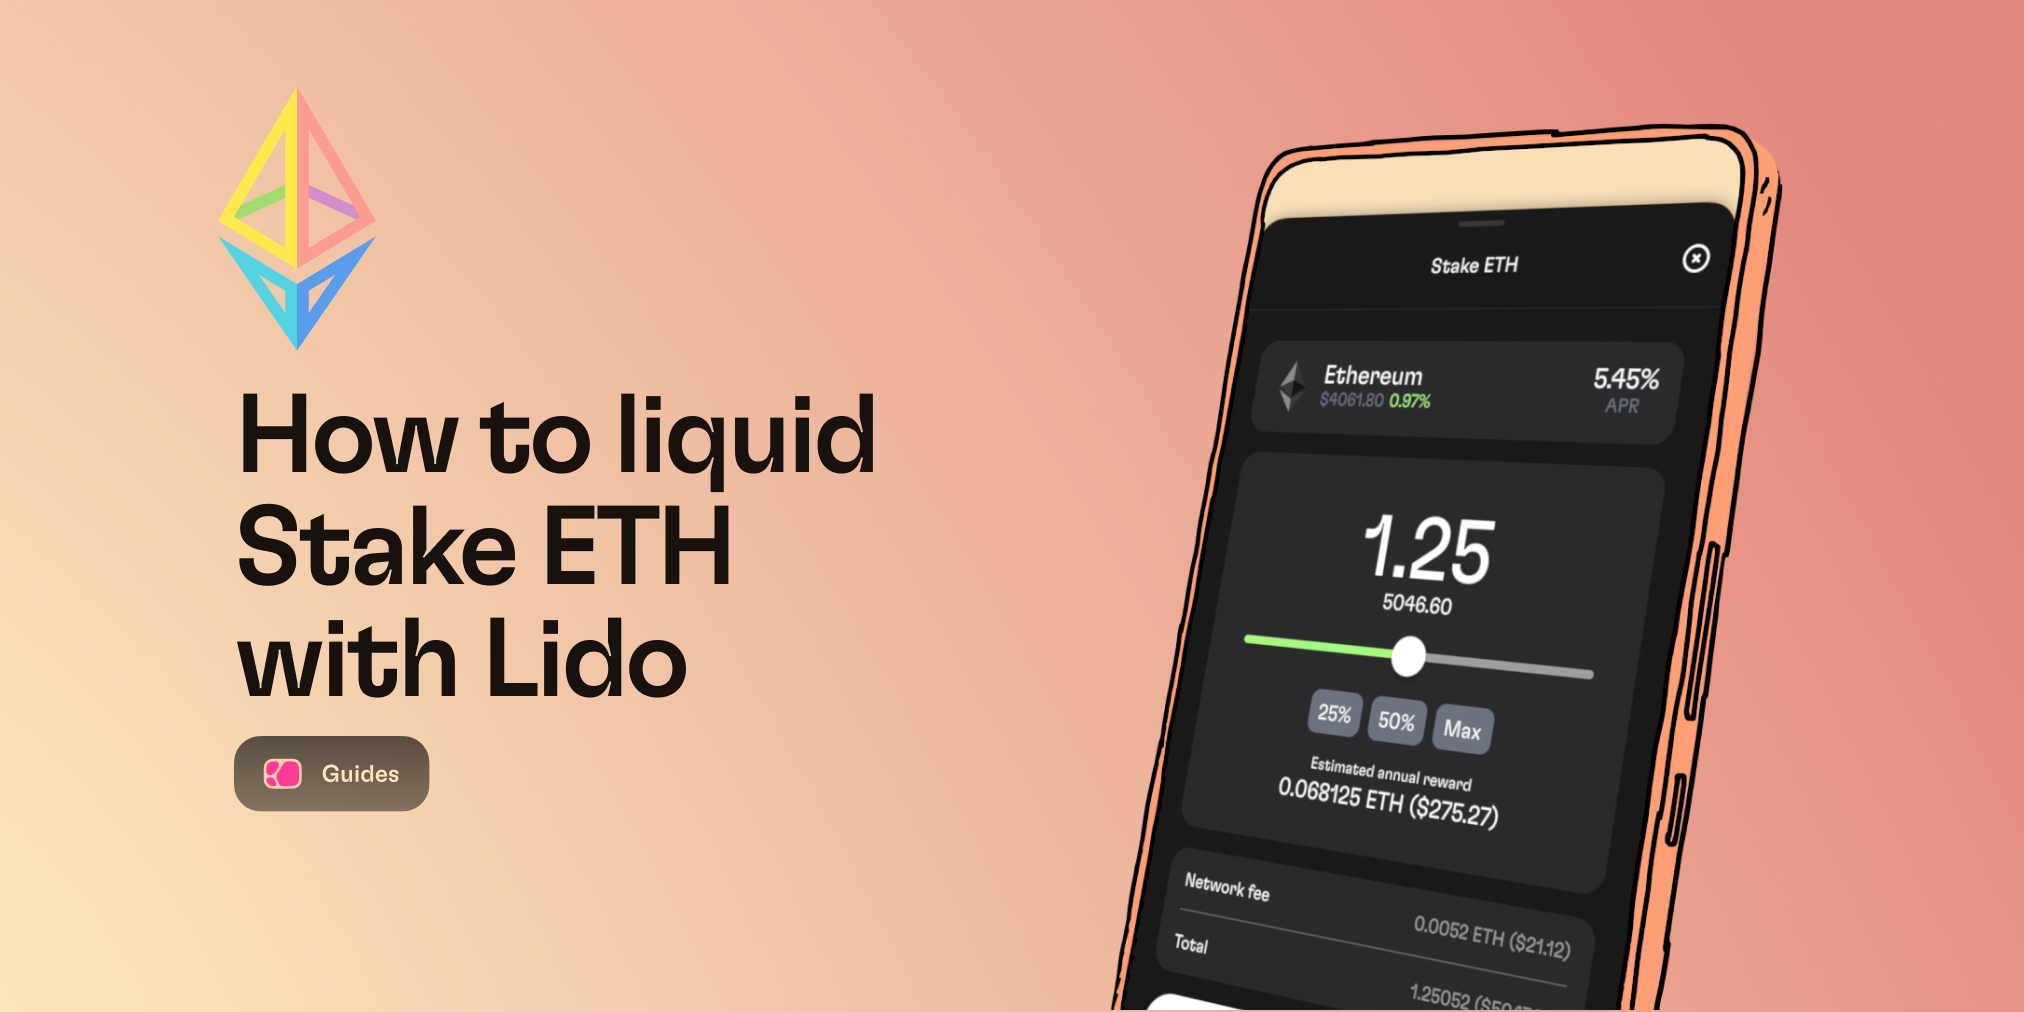 How to liquid
Stake ETH
with Lido
Guides
Stake ETH
Ethereum
$4061.80 0.97%
5.45%
APR
1.25
5046.60
25% 50% Max
Estimated annual reward
0.068125 ETH ($275.27)
Network fee
0.0052 ETH ($21.12)
Total
1.25052